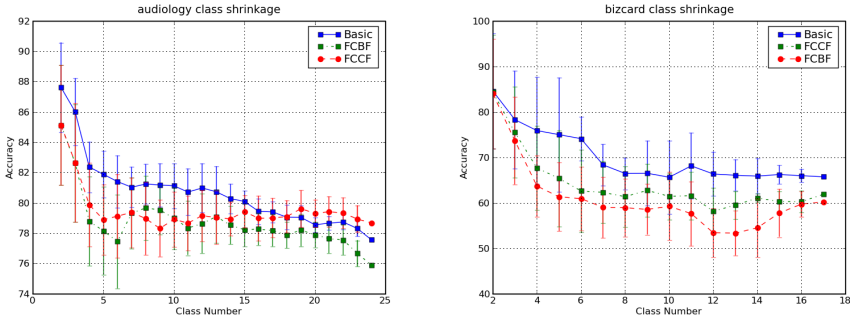 audiology class shrinkage
92
90
88
86
84
82
80
78
76
74
Accuracy
0
5
10
15
20
25
Class Number
Basic
FCBF
FCCF
bizcard class shrinkage
100
90
80
70
60
50
40
Accuracy
2
4
6
8
10
12
14
16
18
Class Number
Basic
FCCF
FCBF